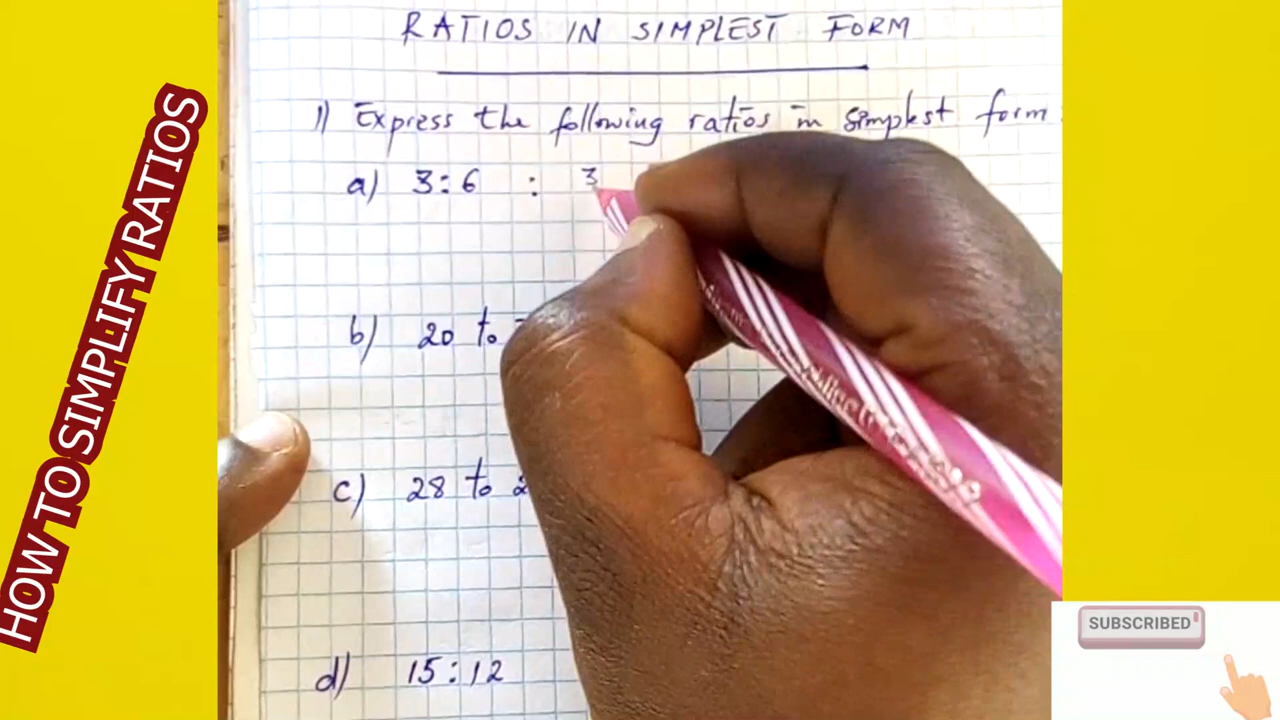 HOW TO SIMPLIFY RATIOS
RATIOS IN SIMPLEST FORM
1) Express the following ratios in simplest form:
a) 3:6 : 3
b) 20 to
c) 28 to 2
d) 15:12
SUBSCRIBED